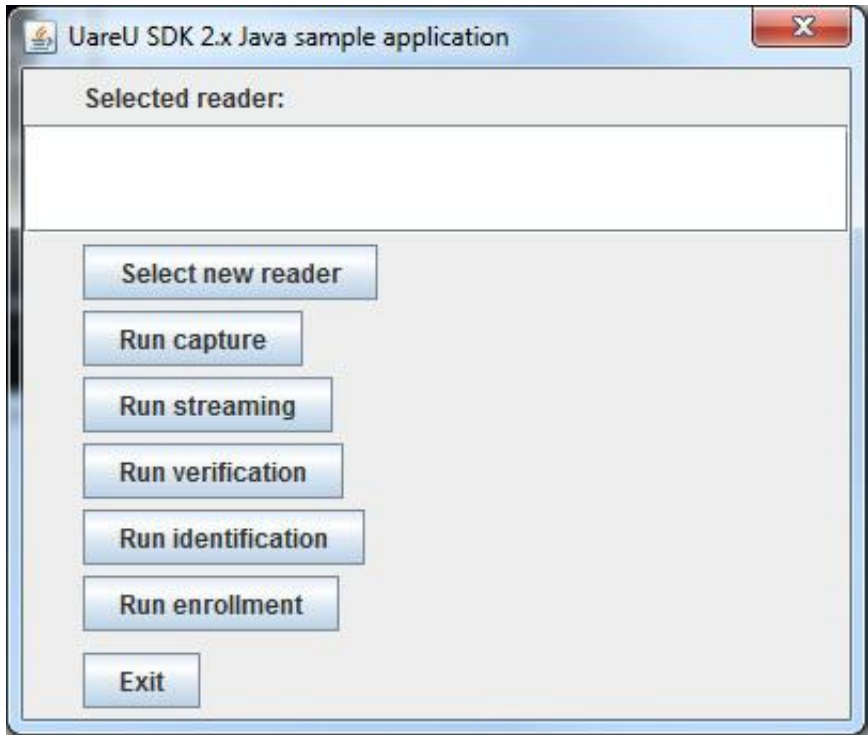 UareU SDK 2.x Java sample application
Selected reader:
Select new reader
Run capture
Run streaming
Run verification
Run identification
Run enrollment
Exit